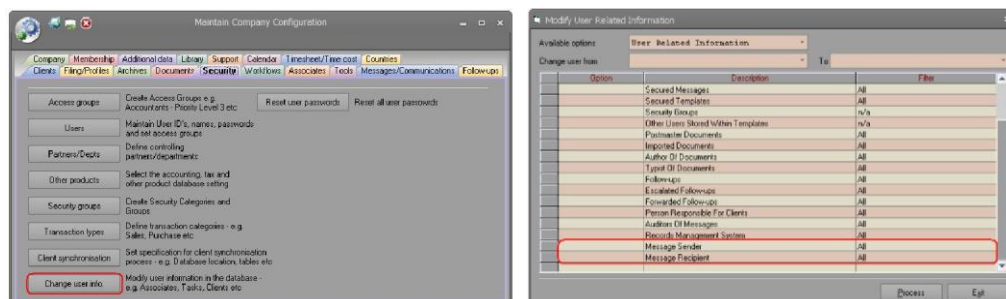 Maintain Company Configuration
Company Membership Additional data Library Support Calendar Timesheet/Time cost Countries
Clients Filing/Profiles Archives Documents Security Workflows Associates Tools Messages/Communications Follow-ups
Access groups
Create Access Groups e.g.
Accountants - Priority Level 3 etc
Reset user passwords
Reset all user passwords
Users
Maintain User ID's, names, passwords
and set access groups
Partners/Depts
Define controlling
partners/departments
Other products
Select the accounting, tax and
other product database setting
Security groups
Create Security Categories and
Groups
Transaction types
Define transaction categories - e.g.
Sales, Purchase etc
Client synchronisation
Set specification for client synchronisation
process - e.g. Database location, tables etc
Change user info.
Modify user information in the database -
e.g. Associates, Tasks, Clients etc
Modify User Related Information
Available options User Related Information
Change user from To
Option Description Filter
Secured Messages All
Secured Templates All
Security Groups n/a
Other Users Stored Within Templates n/a
Postmaster Documents All
Imported Documents All
Author Of Documents All
Typist Of Documents All
Follow-ups All
Escalated Follow-ups All
Forwarded Follow-ups All
Person Responsible For Clients All
Auditors Of Messages All
Records Management System All
Message Sender All
Message Recipient All
Process Exit